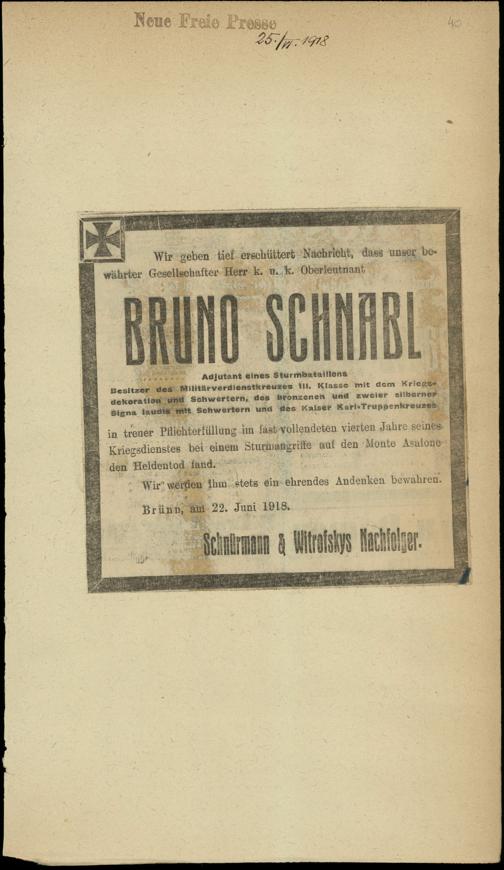 Neue Freie Presse
40
25./VI. 1918
Wir geben tief erschüttert Nachricht, dass unser be-
währter Gesellschafter Herr k. u. k. Oberleutnant
BRUNO SCHNABL
Adjutant eines Sturmbataillons
Besitzer des Militärverdienstkreuzes III. Klasse mit dem Kriegs-
dekoration und Schwertern, des bronzenen und zweier silberner
Signa laudis mit Schwertern und des Kaiser Karl-Truppenkreuzes
in treuer Pflichterfüllung im fast vollendeten vierten Jahre seines
Kriegsdienstes bei einem Sturmangriffe auf den Monte Asalone
den Heldentod fand.
Wir werden ihm stets ein ehrendes Andenken bewahren.
Brünn, am 22. Juni 1918.
Schnürmann & Witrofskys Nachfolger.